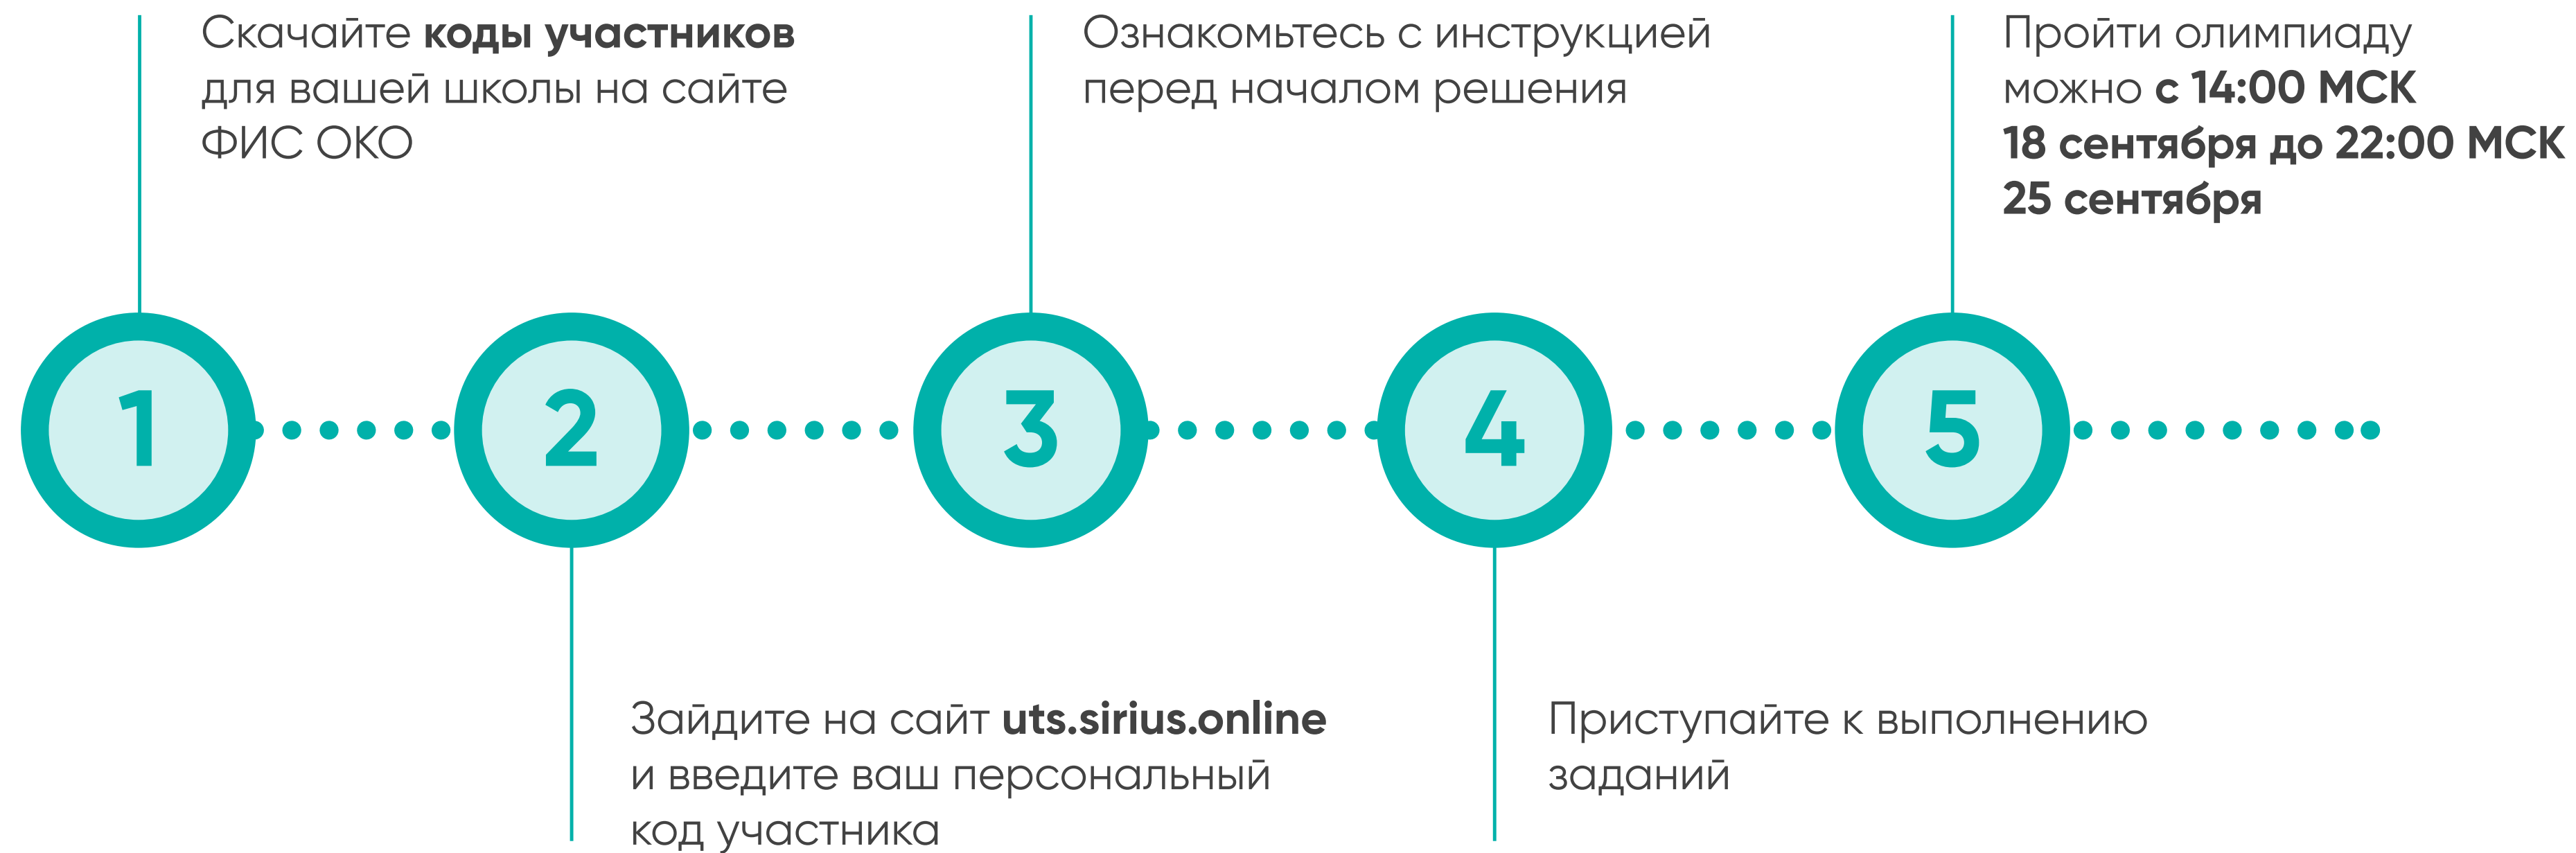 Скачайте коды участников
для вашей школы на сайте
ФИС ОКО
Ознакомьтесь с инструкцией
перед началом решения
Пройти олимпиаду
можно с 14:00 МСК
18 сентября до 22:00 МСК
25 сентября
1
2
3
4
5
Зайдите на сайт uts.sirius.online
и введите ваш персональный
код участника
Приступайте к выполнению
заданий